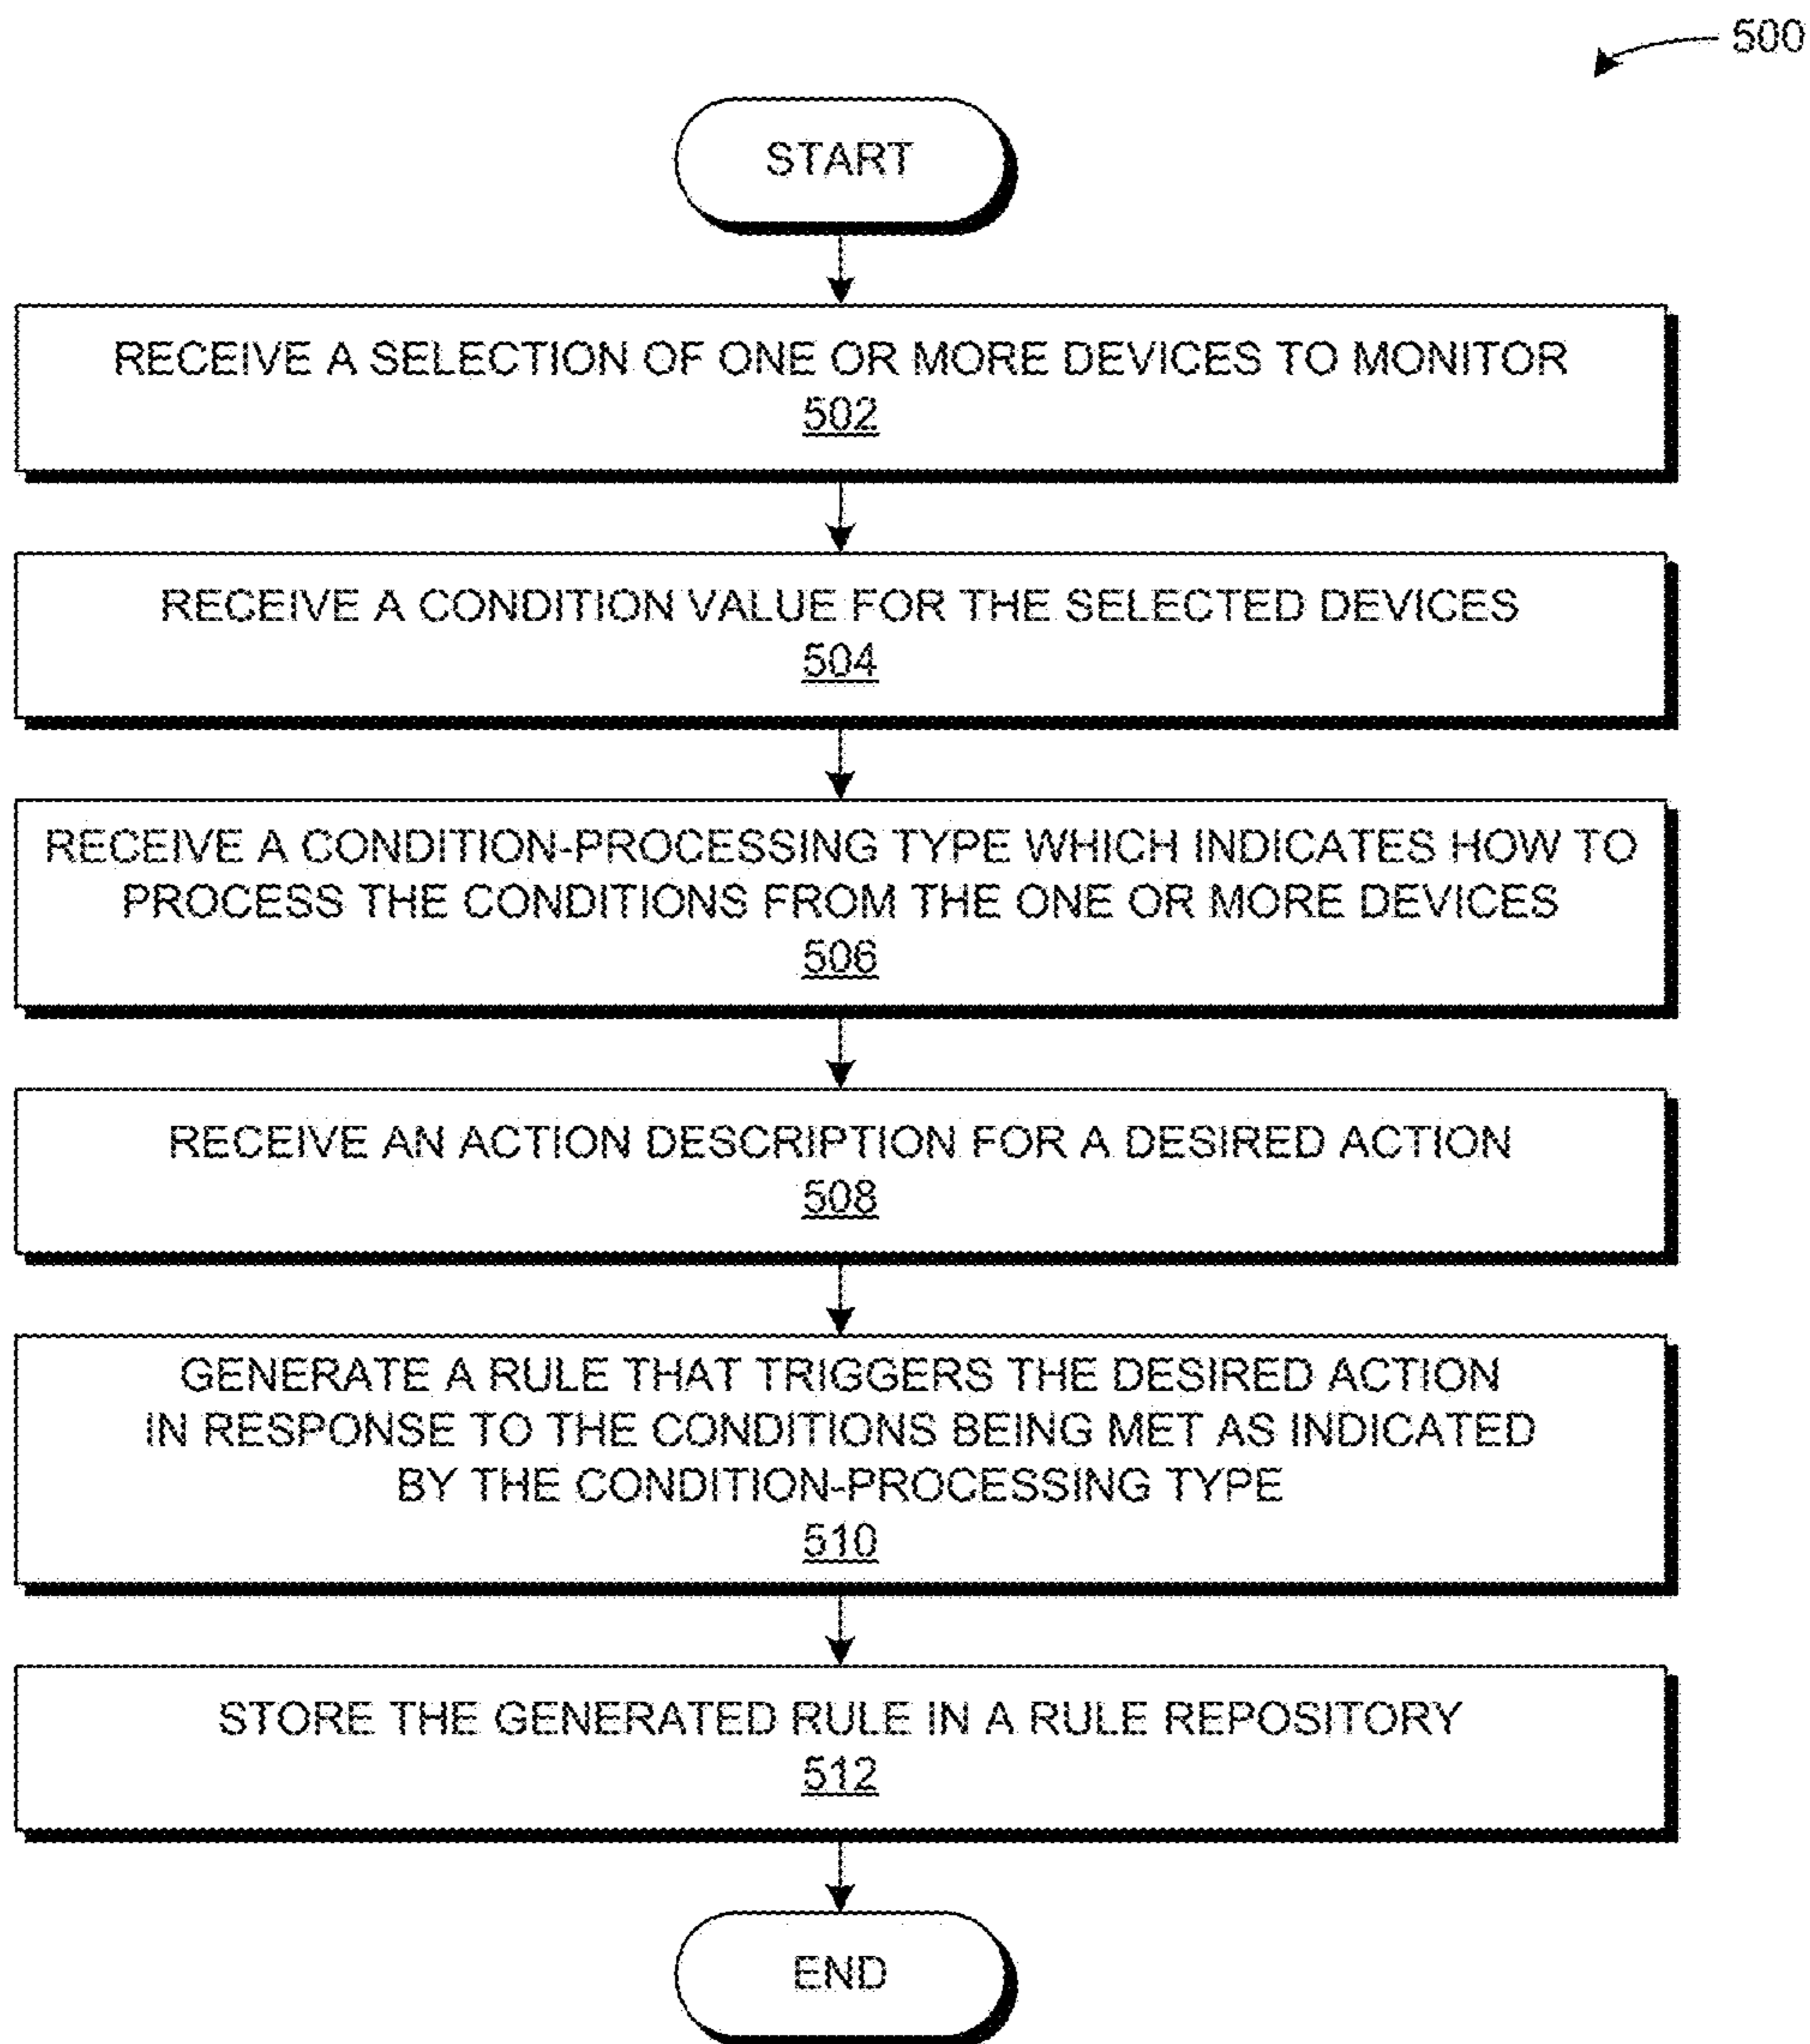 500
START
RECEIVE A SELECTION OF ONE OR MORE DEVICES TO MONITOR
502
RECEIVE A CONDITION VALUE FOR THE SELECTED DEVICES
504
RECEIVE A CONDITION-PROCESSING TYPE WHICH INDICATES HOW TO
PROCESS THE CONDITIONS FROM THE ONE OR MORE DEVICES
506
RECEIVE AN ACTION DESCRIPTION FOR A DESIRED ACTION
508
GENERATE A RULE THAT TRIGGERS THE DESIRED ACTION
IN RESPONSE TO THE CONDITIONS BEING MET AS INDICATED
BY THE CONDITION-PROCESSING TYPE
510
STORE THE GENERATED RULE IN A RULE REPOSITORY
512
END